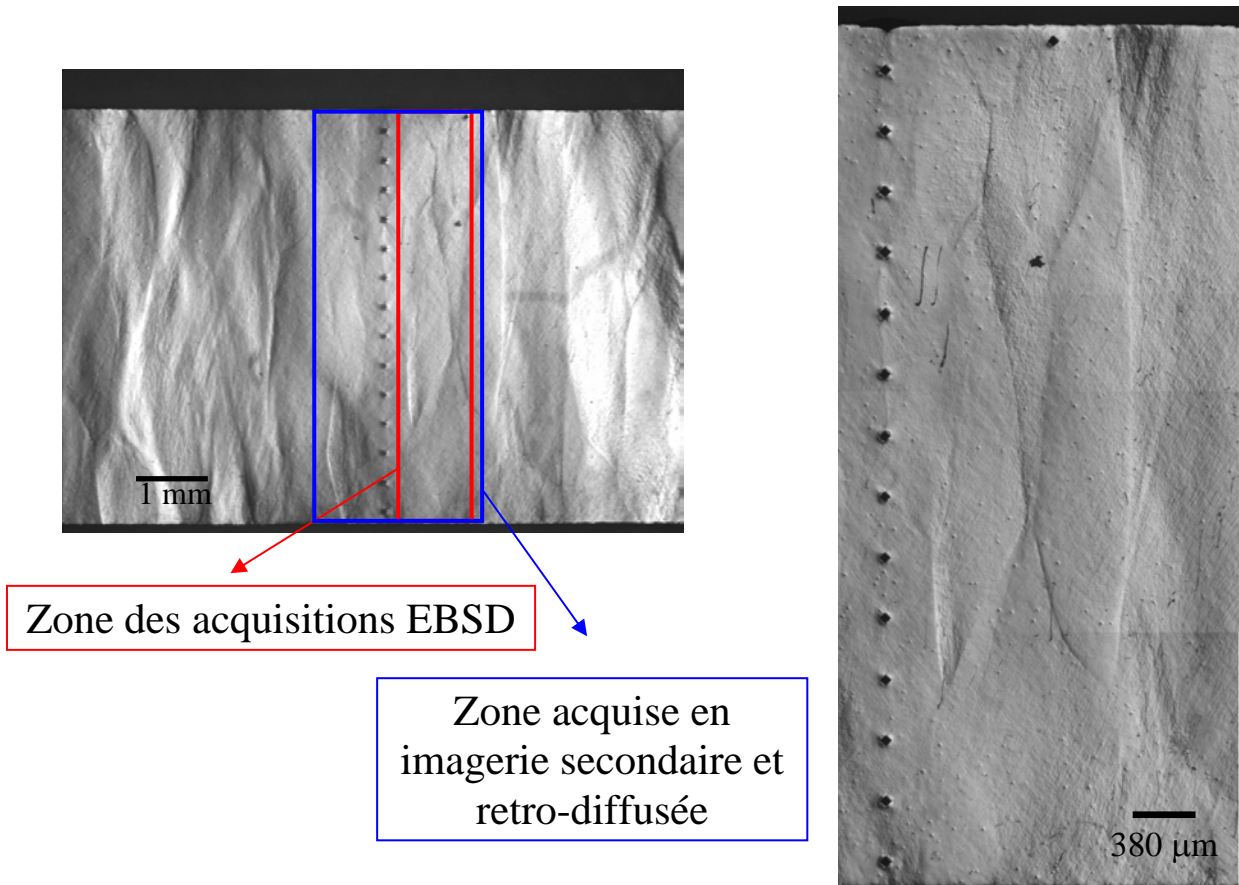 1 mm
Zone des acquisitions EBSD
Zone acquise en
imagerie secondaire et
retro-diffusée
380 μm